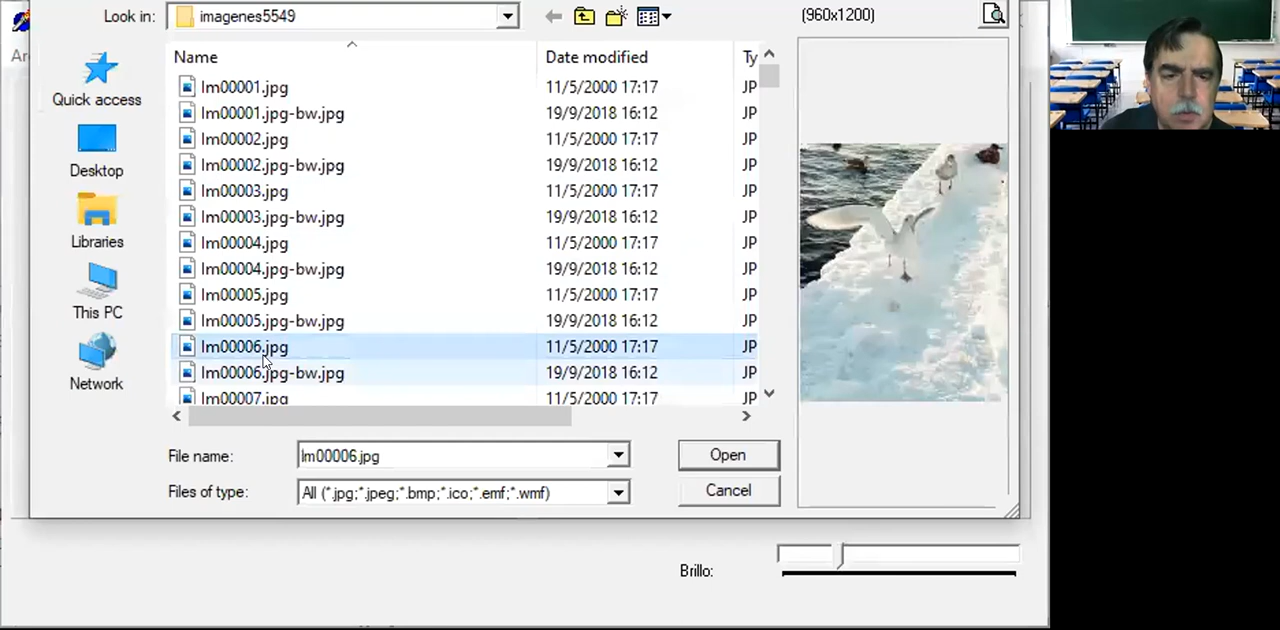 Look in: imagenes5549 (960x1200)
Ar
Quick access
Desktop
Libraries
This PC
Network
Name Date modified Ty
Im00001.jpg 11/5/2000 17:17 JP
Im00001.jpg-bw.jpg 19/9/2018 16:12 JP
Im00002.jpg 11/5/2000 17:17 JP
Im00002.jpg-bw.jpg 19/9/2018 16:12 JP
Im00003.jpg 11/5/2000 17:17 JP
Im00003.jpg-bw.jpg 19/9/2018 16:12 JP
Im00004.jpg 11/5/2000 17:17 JP
Im00004.jpg-bw.jpg 19/9/2018 16:12 JP
Im00005.jpg 11/5/2000 17:17 JP
Im00005.jpg-bw.jpg 19/9/2018 16:12 JP
Im00006.jpg 11/5/2000 17:17 JP
Im00006.jpg-bw.jpg 19/9/2018 16:12 JP
Im00007.jpg 11/5/2000 17:17 JP
File name: Im00006.jpg Open
Files of type: All (*.jpg;*.jpeg;*.bmp;*.ico;*.emf;*.wmf) Cancel
Brillo: